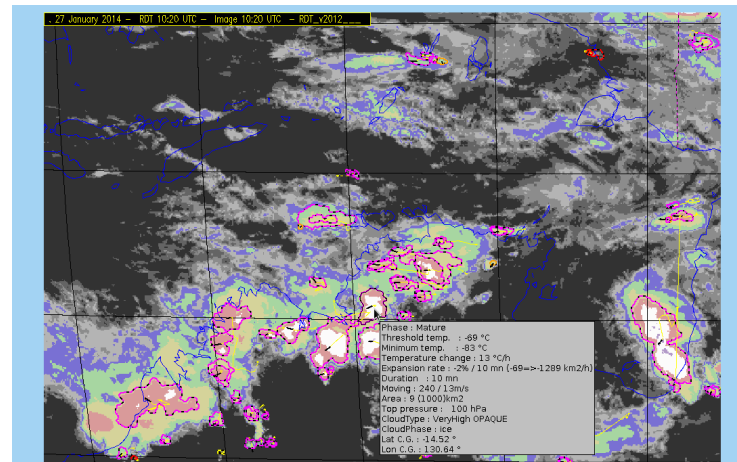 . 27 January 2014 - RDT 10:20 UTC - Image 10:20 UTC - RDT_v2012___
Phase : Mature
Threshold temp.  : -69 °C
Minimum temp.  : -83 °C
Temperature change : 13 °C/h
Expansion rate : -2% / 10 mn (-69=>-1289 km2/h)
Duration  : 10 mn
Moving : 240 / 13m/s
Area : 9 (1000)km2
Top pressure :  100 hPa
CloudType : VeryHigh OPAQUE
CloudPhase : ice
Lat C.G. : -14.52 °
Lon C.G. : 130.64 °